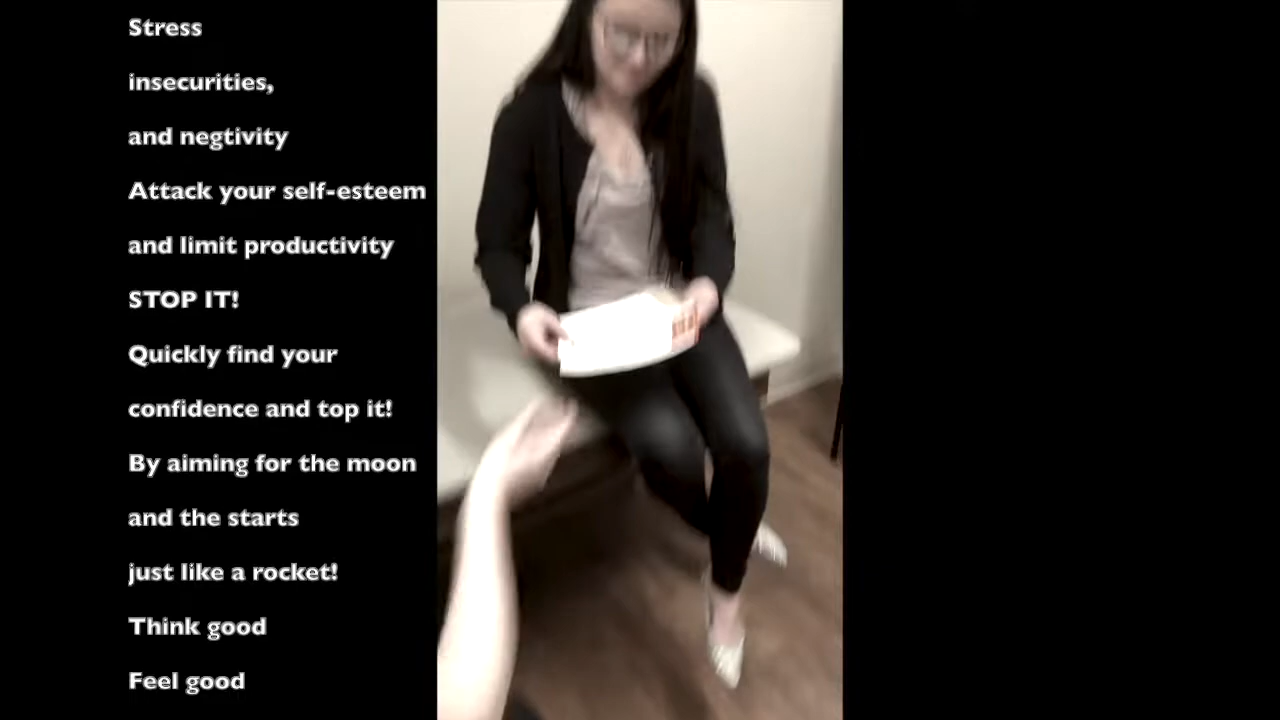 Stress
insecurities,
and negtivity
Attack your self-esteem
and limit productivity
STOP IT!
Quickly find your
confidence and top it!
By aiming for the moon
and the starts
just like a rocket!
Think good
Feel good